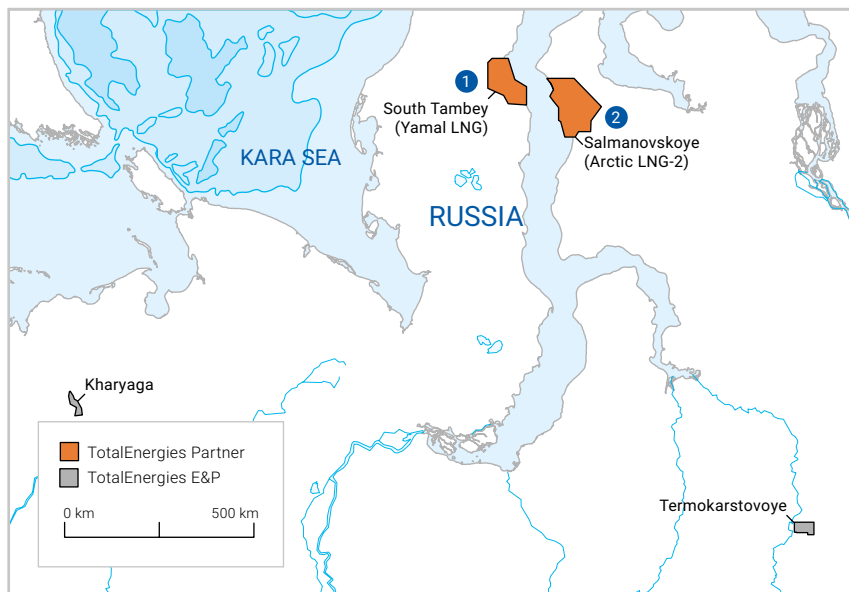 1
South Tambey
(Yamal LNG)
2
Salmanovskoye
(Arctic LNG-2)
KARA SEA
RUSSIA
Kharyaga
TotalEnergies Partner
TotalEnergies E&P
0 km 500 km
Termokarstovoye